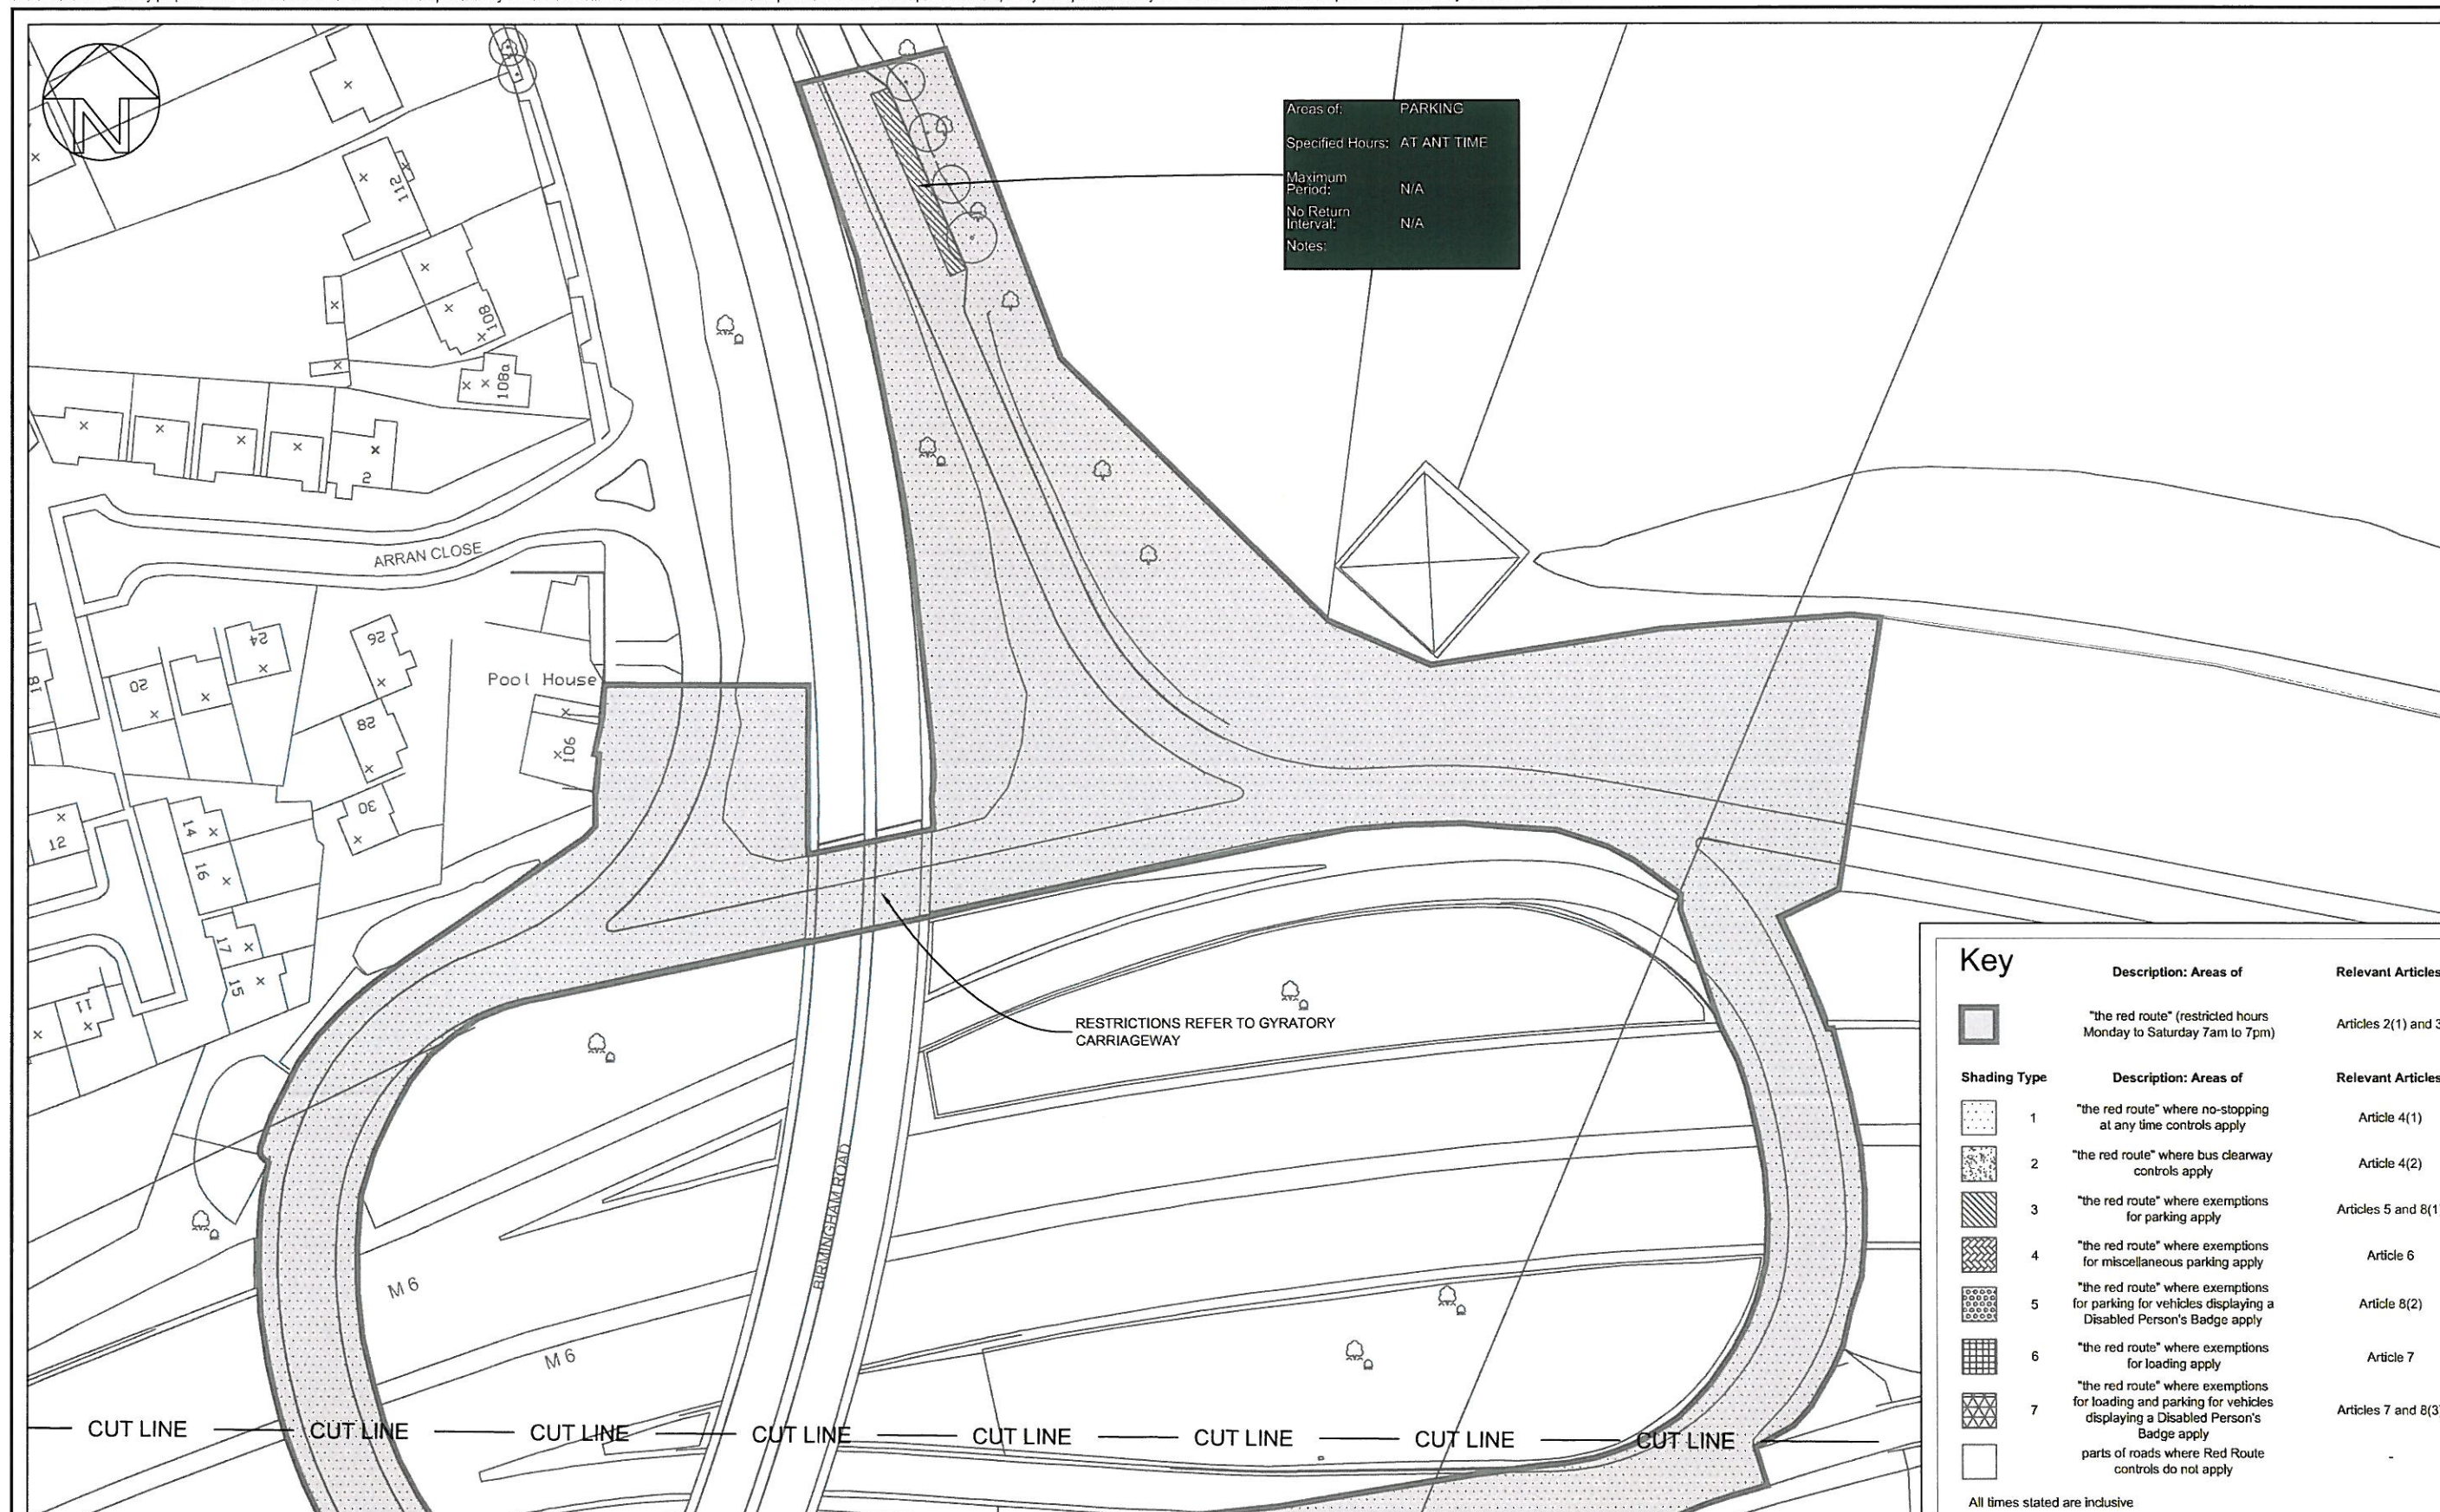 N
Areas of: PARKING
Specified Hours: AT ANT TIME
Maximum
Period: N/A
No Return
Interval: N/A
Notes:
112
108
108a
2
ARRAN CLOSE
24
26
20
18
Pool House
28
106
30
14
12
16
17
15
11
RESTRICTIONS REFER TO GYRATORY
CARRIAGEWAY
BIRMINGHAM ROAD
M 6
M 6
CUT LINE CUT LINE CUT LINE CUT LINE CUT LINE CUT LINE CUT LINE CUT LINE
Key
Description: Areas of Relevant Articles
"the red route" (restricted hours
Monday to Saturday 7am to 7pm) Articles 2(1) and 3
Shading Type Description: Areas of Relevant Articles
1 "the red route" where no-stopping
at any time controls apply Article 4(1)
2 "the red route" where bus clearway
controls apply Article 4(2)
3 "the red route" where exemptions
for parking apply Articles 5 and 8(1)
4 "the red route" where exemptions
for miscellaneous parking apply Article 6
5 "the red route" where exemptions
for parking for vehicles displaying a
Disabled Person's Badge apply Article 8(2)
6 "the red route" where exemptions
for loading apply Article 7
7 "the red route" where exemptions
for loading and parking for vehicles
displaying a Disabled Person's
Badge apply Articles 7 and 8(3)
parts of roads where Red Route
controls do not apply -
All times stated are inclusive